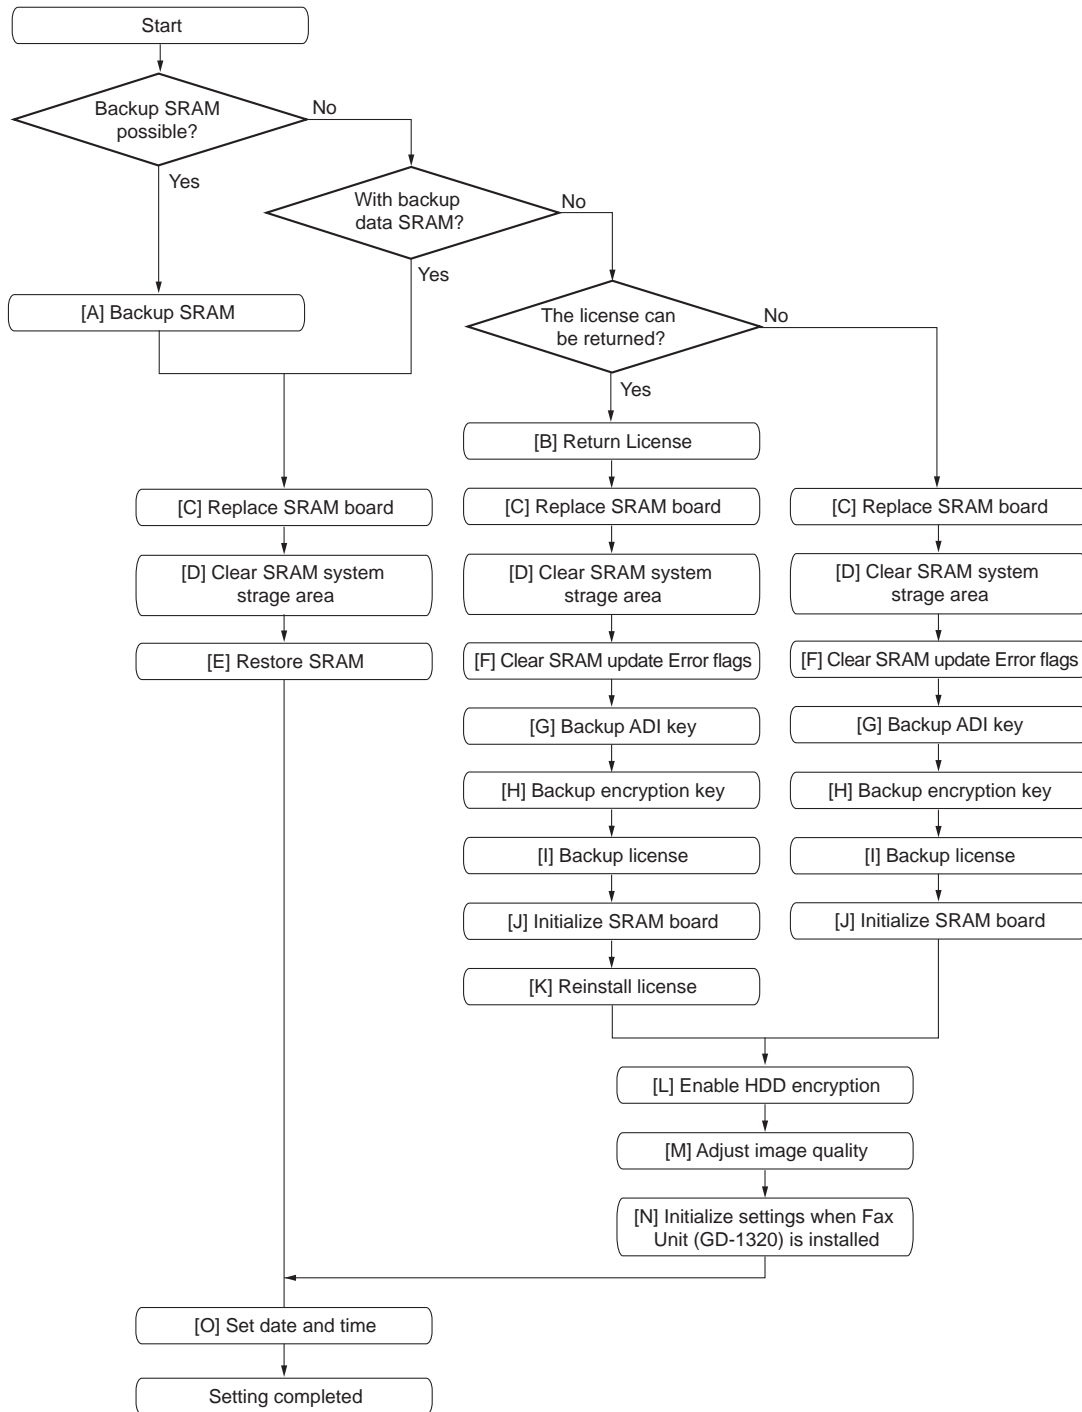 Start
Backup SRAM
possible?
No
Yes
With backup
data SRAM?
No
Yes
[A] Backup SRAM
The license can
be returned?
No
Yes
[B] Return License
[C] Replace SRAM board
[C] Replace SRAM board
[C] Replace SRAM board
[D] Clear SRAM system
strage area
[D] Clear SRAM system
strage area
[D] Clear SRAM system
strage area
[E] Restore SRAM
[F] Clear SRAM update Error flags
[F] Clear SRAM update Error flags
[G] Backup ADI key
[G] Backup ADI key
[H] Backup encryption key
[H] Backup encryption key
[I] Backup license
[I] Backup license
[J] Initialize SRAM board
[J] Initialize SRAM board
[K] Reinstall license
[L] Enable HDD encryption
[M] Adjust image quality
[N] Initialize settings when Fax
Unit (GD-1320) is installed
[O] Set date and time
Setting completed